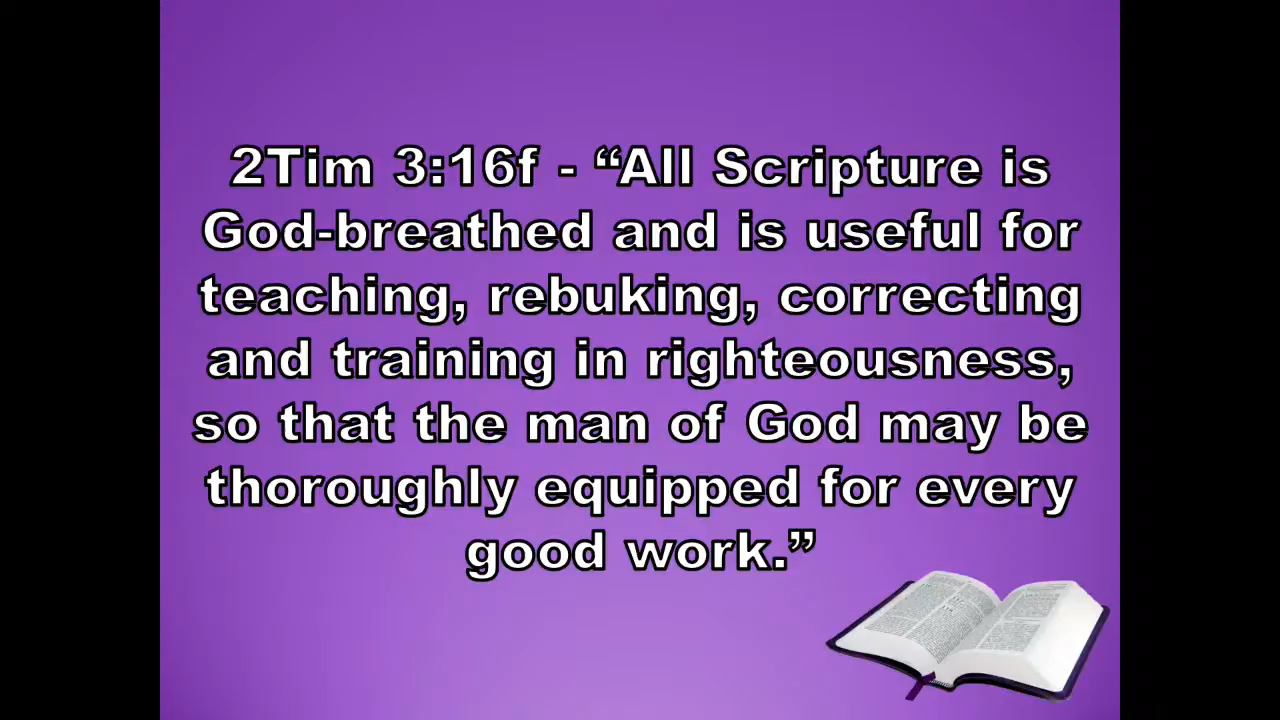 2Tim 3:16f - “All Scripture is
God-breathed and is useful for
teaching, rebuking, correcting
and training in righteousness,
so that the man of God may be
thoroughly equipped for every
good work.”